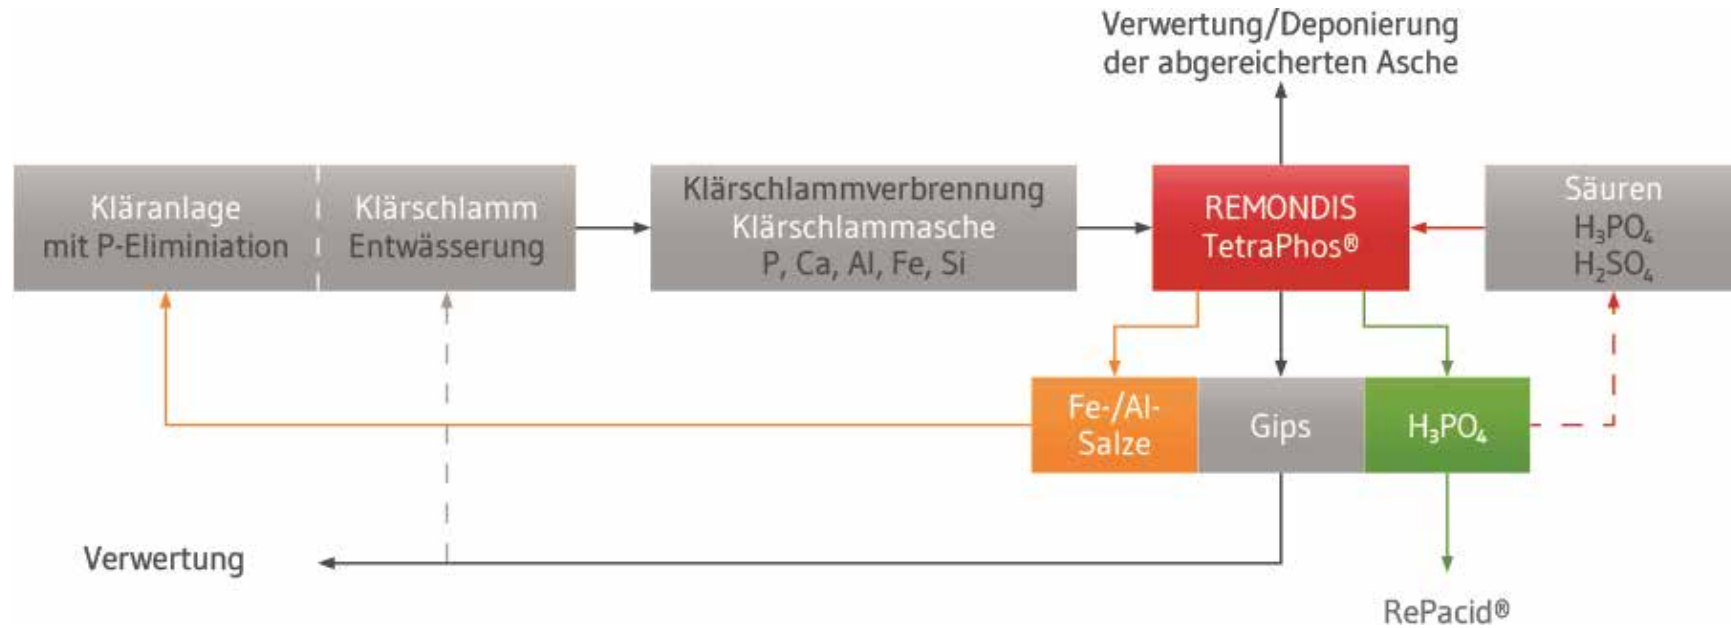 Verwertung/Deponierung
der abgereicherten Asche
Kläranlage
mit P-Eliminiation
Klärschlamm
Entwässerung
Klärschlammverbrennung
Klärschlammasche
P, Ca, Al, Fe, Si
REMONDIS
TetraPhos®
Säuren
H₃PO₄
H₂SO₄
Fe-/Al-
Salze
Gips
H₃PO₄
Verwertung
RePacid®